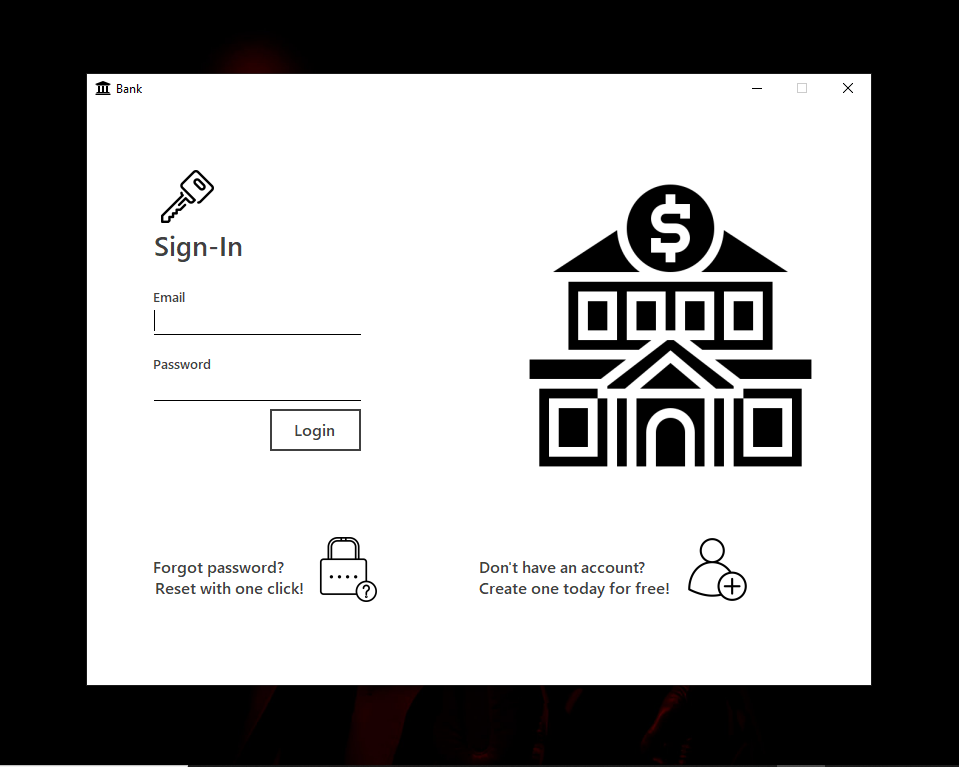 Bank
Sign-In
Email
Password
Login
Forgot password?
Reset with one click!
Don't have an account?
Create one today for free!